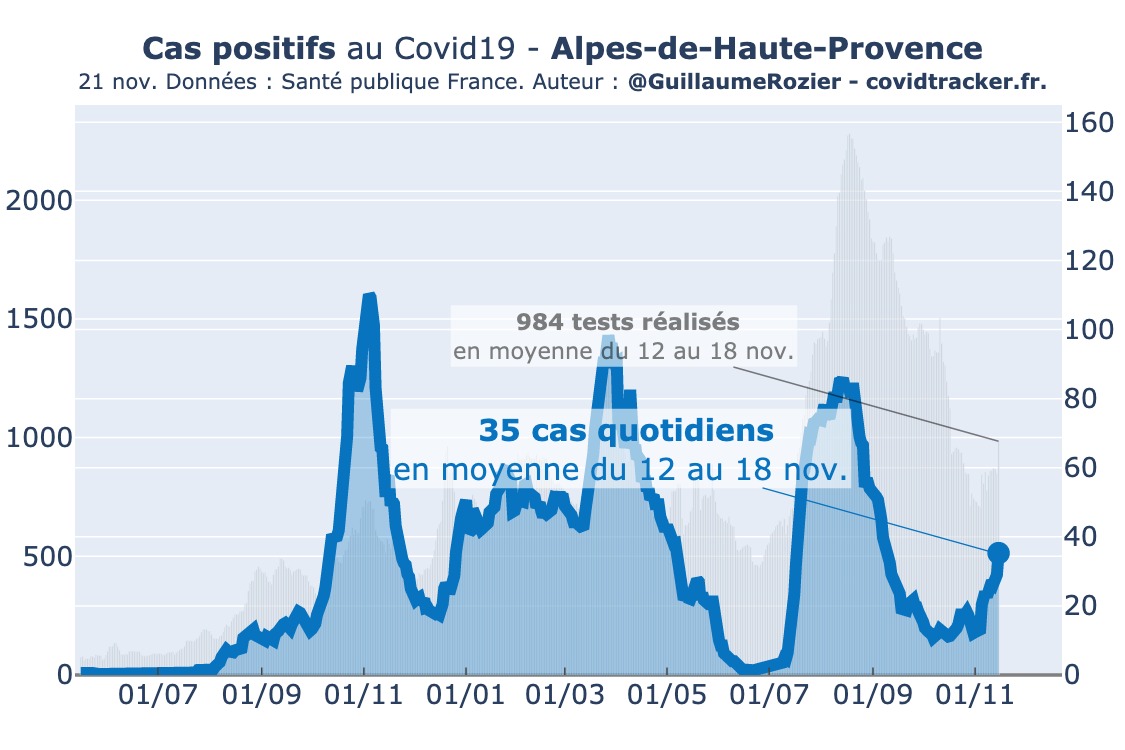 Cas positifs au Covid19 - Alpes-de-Haute-Provence
21 nov. Données : Santé publique France. Auteur : @GuillaumeRozier - covidtracker.fr.
160
140
2000
120
1500
100
984 tests réalisés
en moyenne du 12 au 18 nov.
80
1000
35 cas quotidiens
en moyenne du 12 au 18 nov.
60
500
40
20
0
0
01/07 01/09 01/11 01/01 01/03 01/05 01/07 01/09 01/11